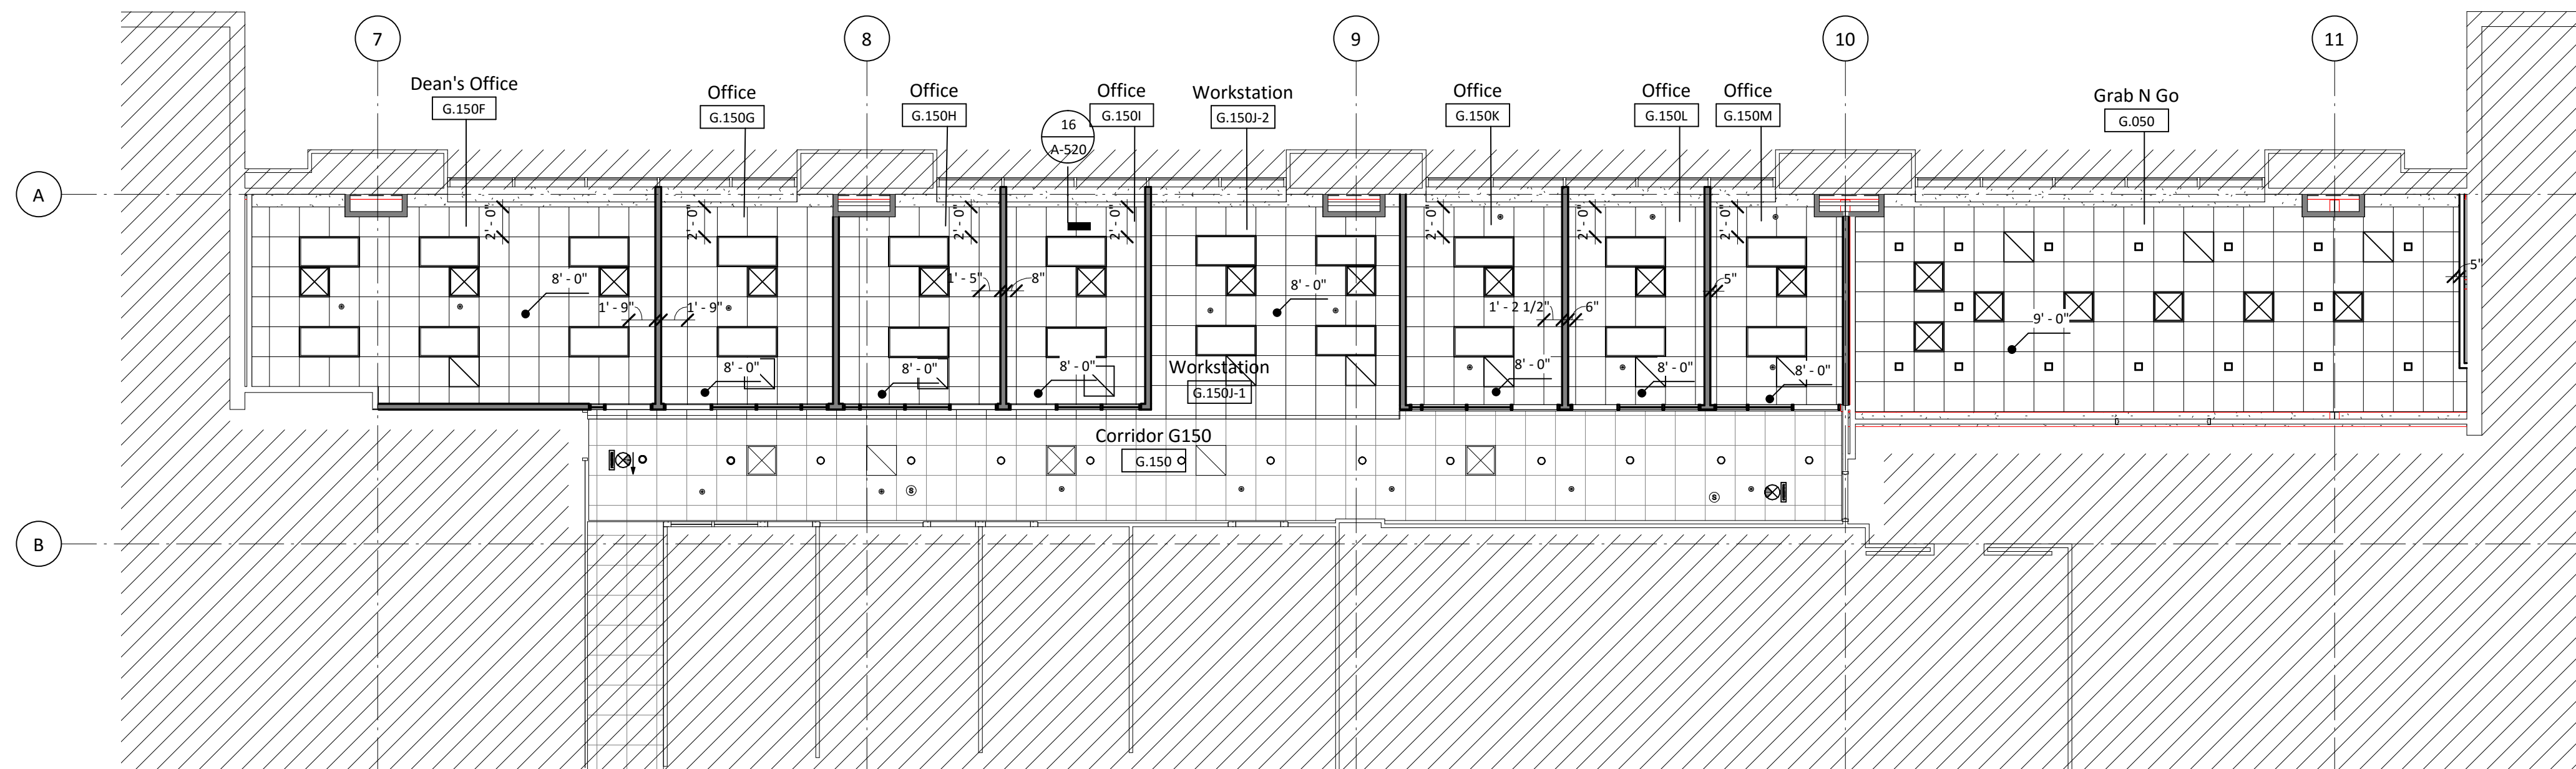 7
8
9
10
11
Dean's Office
G.150F
Office
G.150G
Office
G.150H
16
A-520
Office
G.150I
Workstation
G.150J-2
Office
G.150K
Office
G.150L
Office
G.150M
Grab N Go
G.050
A
2' - 0"
2' - 0"
2' - 0"
2' - 0"
2' - 0"
2' - 0"
2' - 0"
8' - 0"
1' - 9"
1' - 9"
1' - 5"
8"
8' - 0"
1' - 2 1/2"
6"
5"
9' - 0"
5"
8' - 0"
8' - 0"
8' - 0"
Workstation
G.150J-1
8' - 0"
8' - 0"
8' - 0"
Corridor G150
G.150
S
S
B